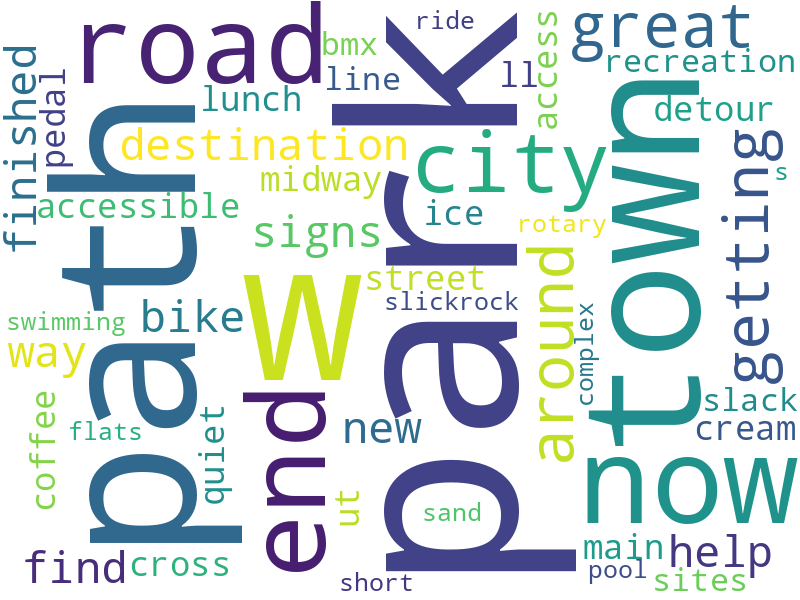 road
bmx
ride
great
line
ll
access
recreation
finished
pedal
lunch
detour
path
destination
park
city
town
getting
midway
s
accessible
signs
ice
rotary
street
w
around
swimming
bike
slickrock
complex
way
end
coffee
flats
quiet
new
slack
cream
now
ut
sand
find
cross
main
help
short
pool
sites